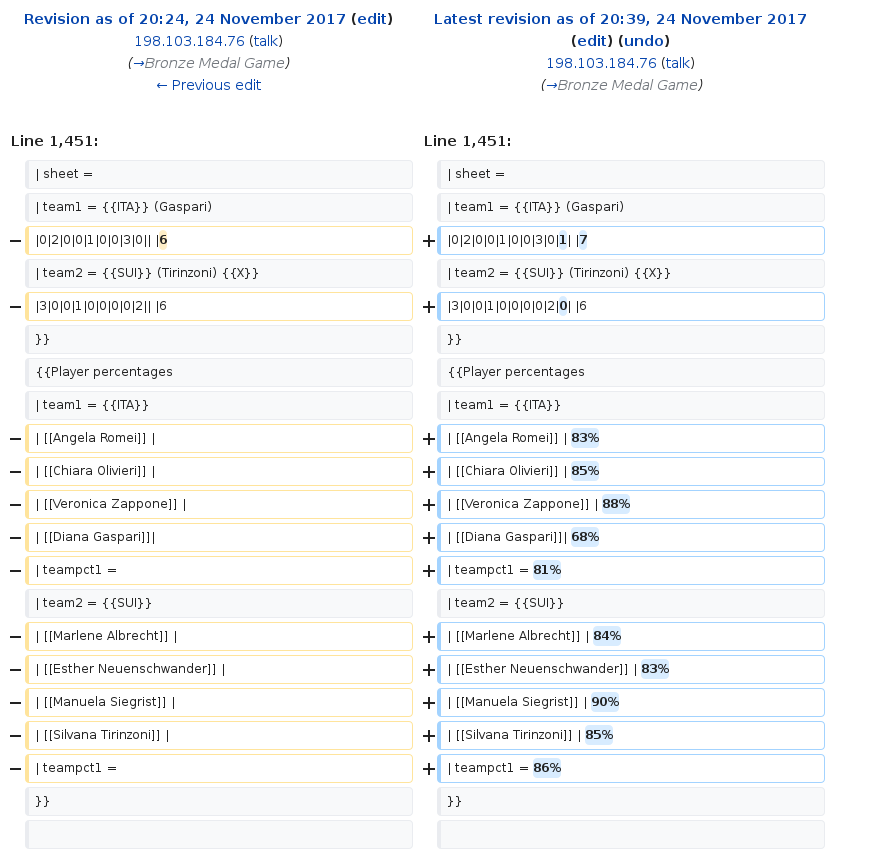 Revision as of 20:24, 24 November 2017 (edit)
198.103.184.76 (talk)
(→Bronze Medal Game)
← Previous edit
Latest revision as of 20:39, 24 November 2017
(edit) (undo)
198.103.184.76 (talk)
(→Bronze Medal Game)
Line 1,451:
Line 1,451:
| sheet =
| sheet =
| team1 = {{ITA}} (Gaspari)
| team1 = {{ITA}} (Gaspari)
− |0|2|0|0|1|0|0|3|0|| |6
+ |0|2|0|0|1|0|0|3|0|1| |7
| team2 = {{SUI}} (Tirinzoni) {{X}}
| team2 = {{SUI}} (Tirinzoni) {{X}}
− |3|0|0|1|0|0|0|0|2|| |6
+ |3|0|0|1|0|0|0|0|2|0| |6
}}
}}
{{Player percentages
{{Player percentages
| team1 = {{ITA}}
| team1 = {{ITA}}
− | [[Angela Romei]] |
+ | [[Angela Romei]] | 83%
− | [[Chiara Olivieri]] |
+ | [[Chiara Olivieri]] | 85%
− | [[Veronica Zappone]] |
+ | [[Veronica Zappone]] | 88%
− | [[Diana Gaspari]]|
+ | [[Diana Gaspari]]| 68%
− | teampct1 =
+ | teampct1 = 81%
| team2 = {{SUI}}
| team2 = {{SUI}}
− | [[Marlene Albrecht]] |
+ | [[Marlene Albrecht]] | 84%
− | [[Esther Neuenschwander]] |
+ | [[Esther Neuenschwander]] | 83%
− | [[Manuela Siegrist]] |
+ | [[Manuela Siegrist]] | 90%
− | [[Silvana Tirinzoni]] |
+ | [[Silvana Tirinzoni]] | 85%
− | teampct1 =
+ | teampct1 = 86%
}}
}}